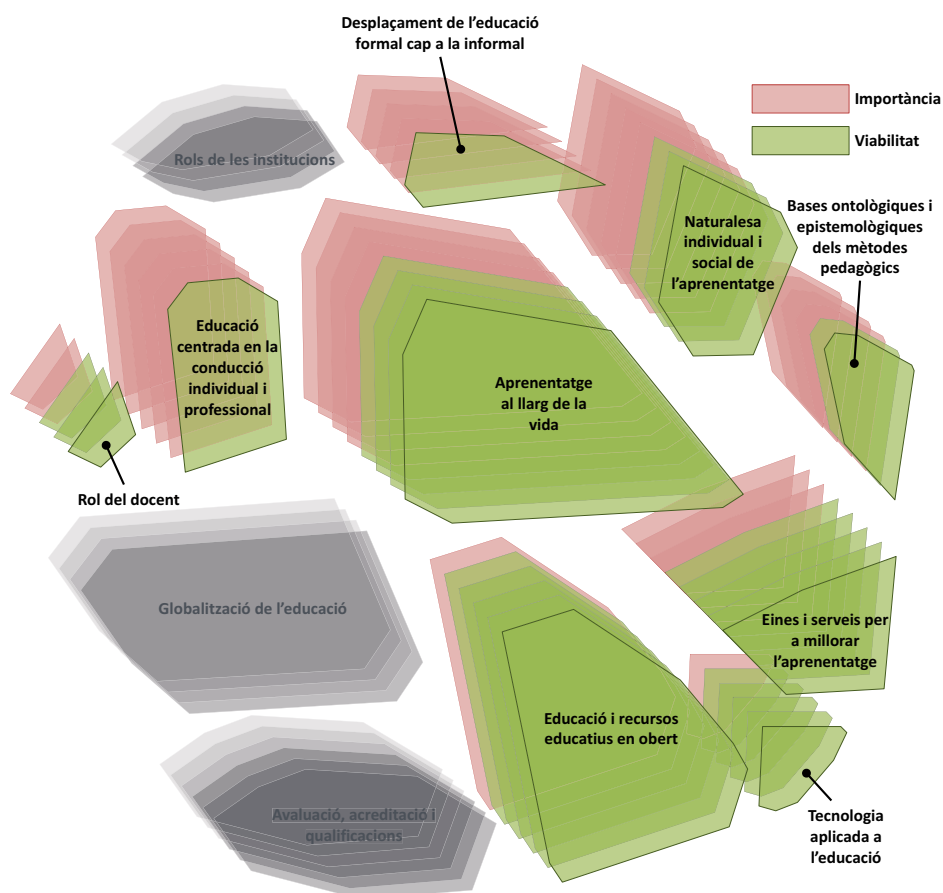 Desplaçament de l’educació
formal cap a la informal
Importància
Viabilitat
Rols de les institucions
Naturalesa
individual i
social de
l’aprenentatge
Bases ontològiques i
epistemològiques
dels mètodes
pedagògics
Educació
centrada en la
conducció
individual i
professional
Aprenentatge
al llarg de la
vida
Rol del docent
Globalització de l’educació
Eines i serveis per
a millorar
l’aprenentatge
Educació i recursos
educatius en obert
Avaluació, acreditació i
qualificacions
Tecnologia
aplicada a
l’educació